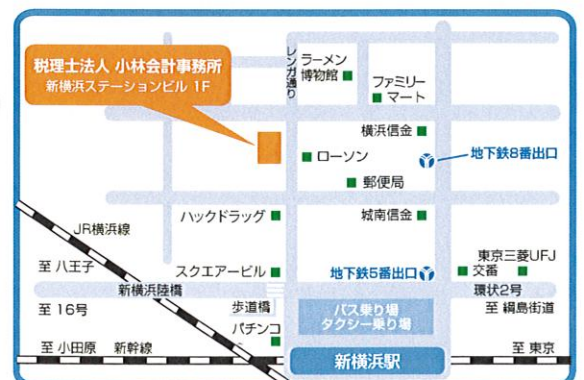 税理士法人 小林会計事務所
新横浜ステーションビル 1F
レンガ通り
ラーメン
博物館
ファミリー
マート
横浜信金
地下鉄8番出口
ローソン
郵便局
ハックドラッグ
城南信金
JR横浜線
至 八王子
スクエアービル
地下鉄5番出口
東京三菱UFJ
交番
新横浜陸橋
環状2号
至 16号
歩道橋
バス乗り場
タクシー乗り場
至 綱島街道
パチンコ
至 小田原
新幹線
新横浜駅
至 東京